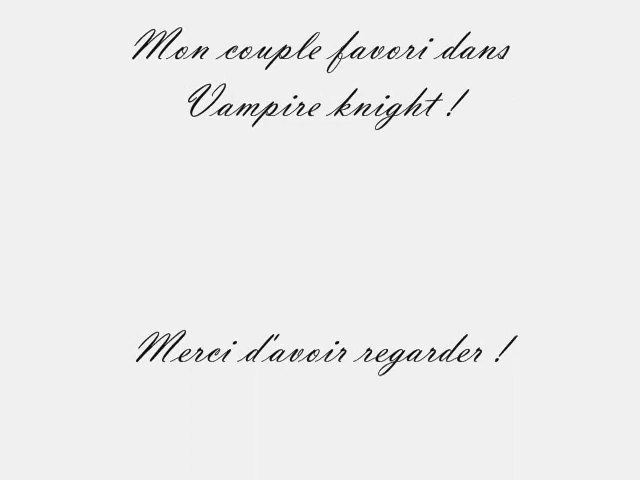 Mon couple favori dans
Vampire knight !
Merci d'avoir regarder !